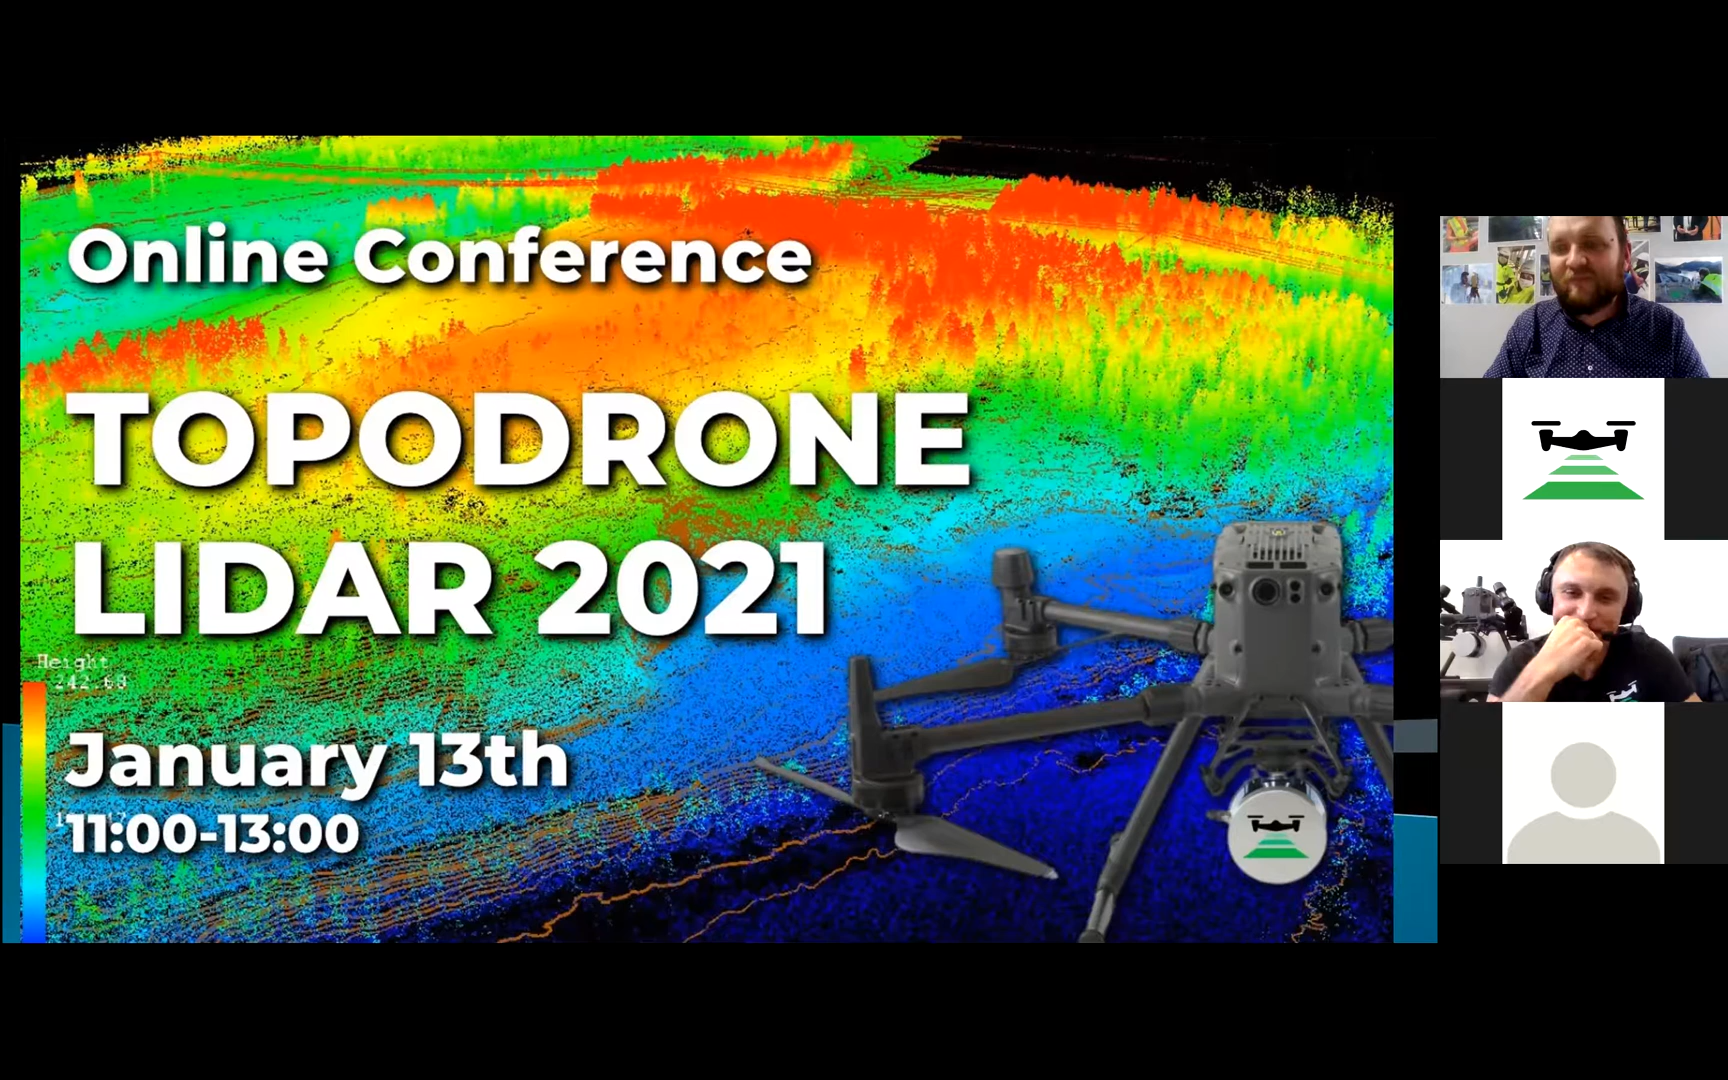 Online Conference
TOPODRONE
LIDAR 2021
Height
242.68
January 13th
11:00-13:00